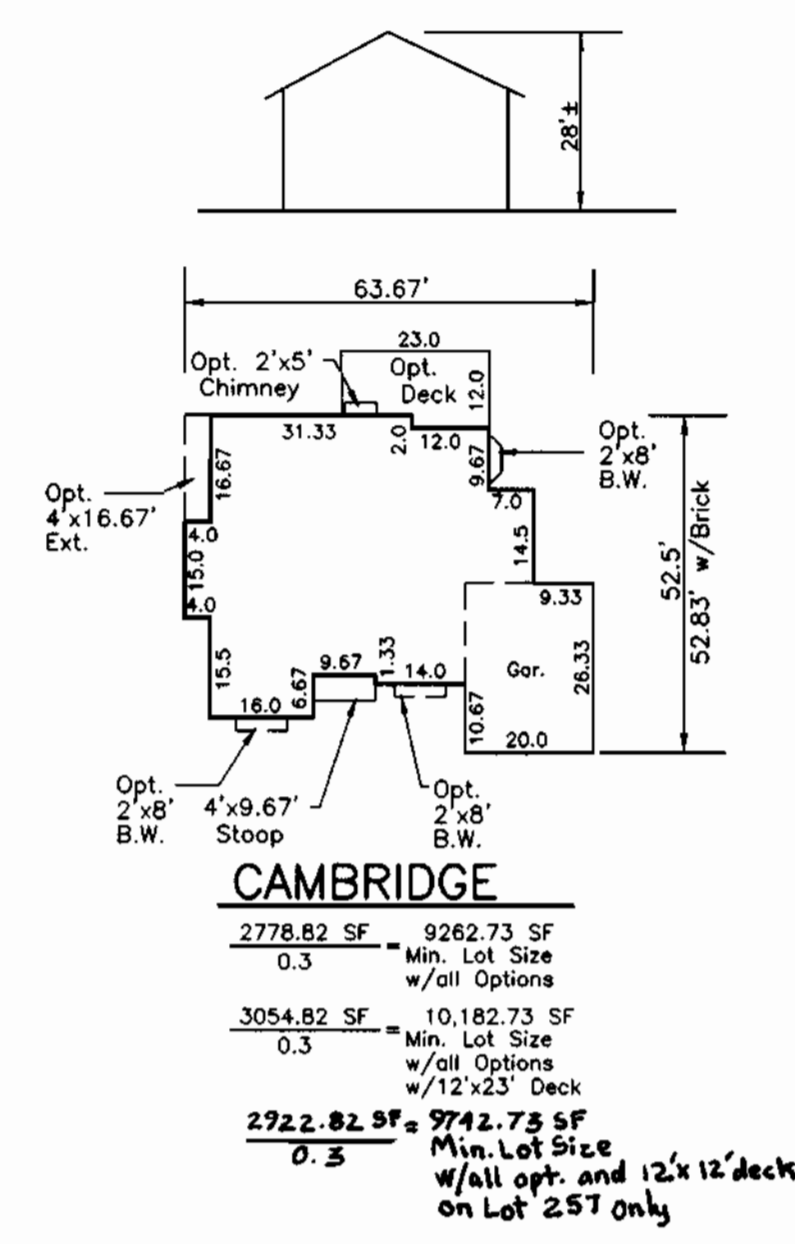 28'±
63.67'
23.0
Opt. 2'x5'
Chimney
Opt.
Deck
12.0
31.33
2.0
12.0
9.67
Opt.
2'x8'
B.W.
16.67
7.0
Opt.
4'x16.67'
Ext.
4.0
15.0
4.0
14.5
9.33
52.5'
52.83' w/Brick
15.5
9.67
1.33
14.0
Gar.
26.33
16.0
6.67
10.67
20.0
Opt.
2'x8'
B.W.
4'x9.67'
Stoop
Opt.
2'x8'
B.W.
CAMBRIDGE
2778.82 SF = 9262.73 SF
0.3
Min. Lot Size
w/all Options
3054.82 SF = 10,182.73 SF
0.3
Min. Lot Size
w/all Options
w/12'x23' Deck
2922.82 SF = 9742.73 SF
0.3
Min. Lot Size
w/all opt. and 12'x12' deck
on Lot 257 only